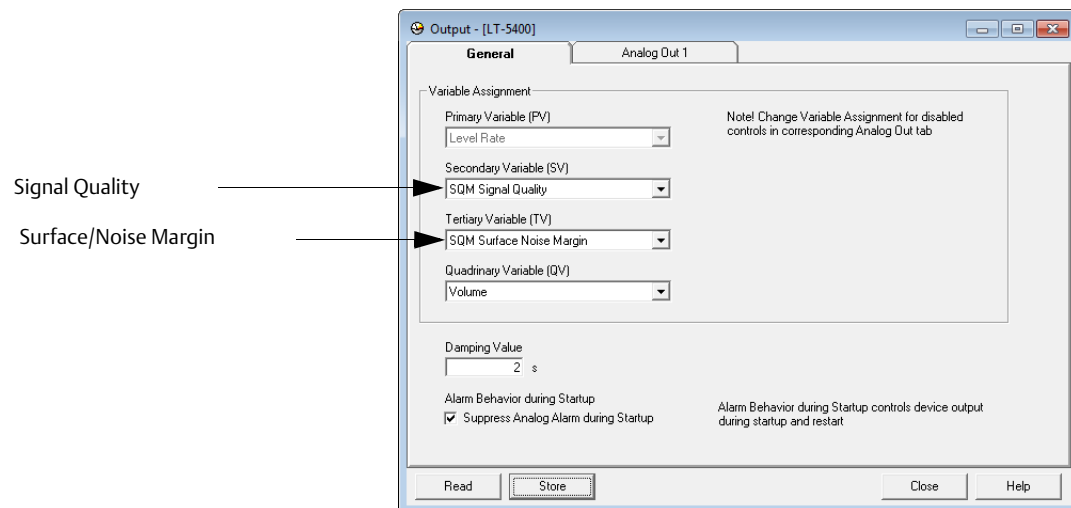 Output - [LT-5400]
General
Analog Out 1
Variable Assignment
Primary Variable (PV)
Level Rate
Note! Change Variable Assignment for disabled
controls in corresponding Analog Out tab
Secondary Variable (SV)
Signal Quality
SQM Signal Quality
Tertiary Variable (TV)
Surface/Noise Margin
SQM Surface Noise Margin
Quadrinary Variable (QV)
Volume
Damping Value
2 s
Alarm Behavior during Startup
Suppress Analog Alarm during Startup
Alarm Behavior during Startup controls device output
during startup and restart
Read
Store
Close
Help